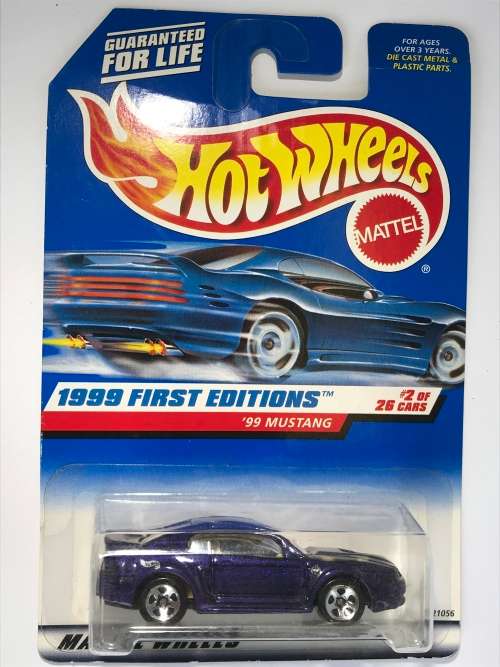 GUARANTEED
FOR LIFE
FOR AGES
OVER 3 YEARS.
DIE CAST METAL &
PLASTIC PARTS.
HOT WHEELS
MATTEL
®
1999 FIRST EDITIONS™
#2 OF
26 CARS
'99 MUSTANG
21056